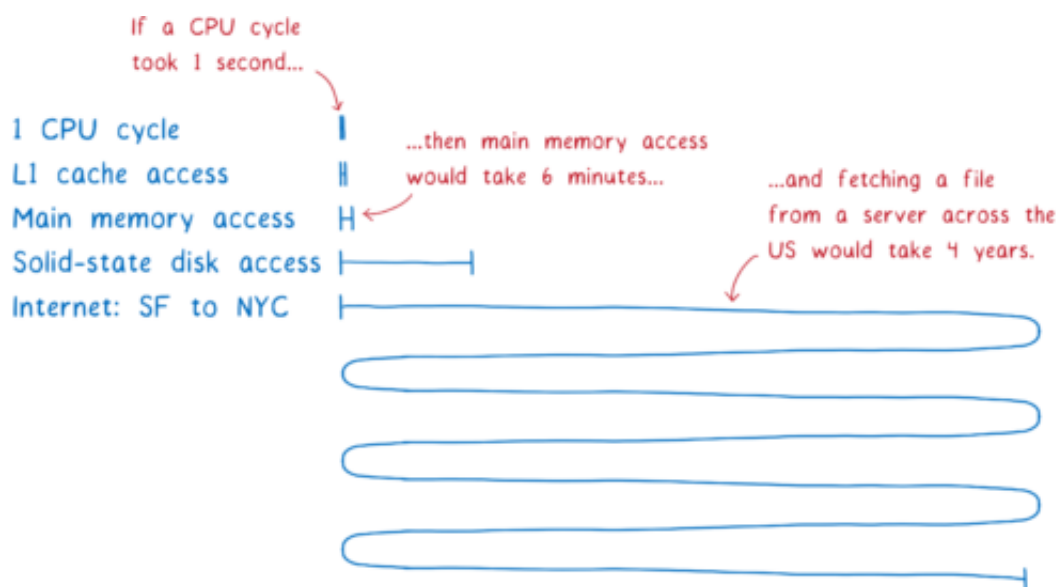 If a CPU cycle
took 1 second...
1 CPU cycle
...then main memory access
L1 cache access
would take 6 minutes...
...and fetching a file
Main memory access
from a server across the
Solid-state disk access
US would take 4 years.
Internet: SF to NYC